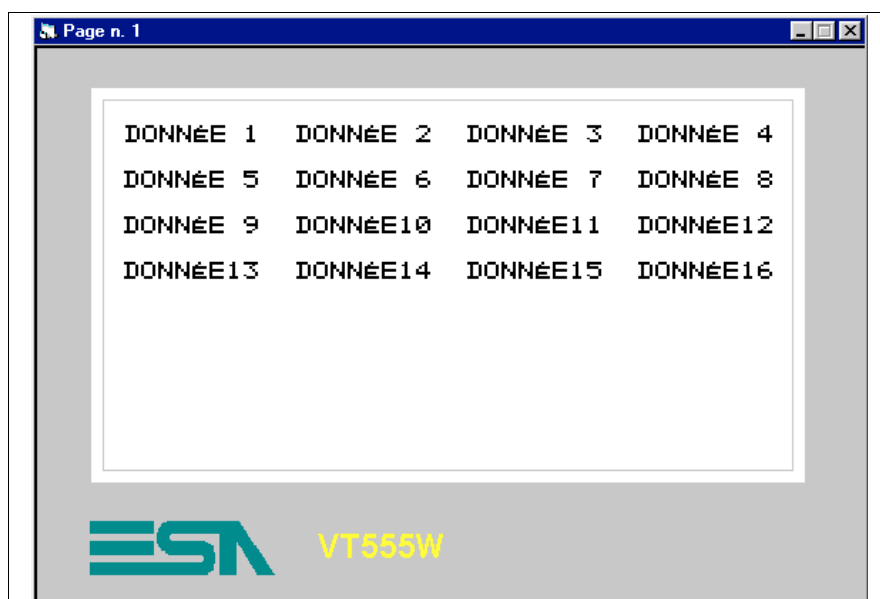 Page n. 1
DONNÉE 1 DONNÉE 2 DONNÉE 3 DONNÉE 4
DONNÉE 5 DONNÉE 6 DONNÉE 7 DONNÉE 8
DONNÉE 9 DONNÉE10 DONNÉE11 DONNÉE12
DONNÉE13 DONNÉE14 DONNÉE15 DONNÉE16
ESA VT555W